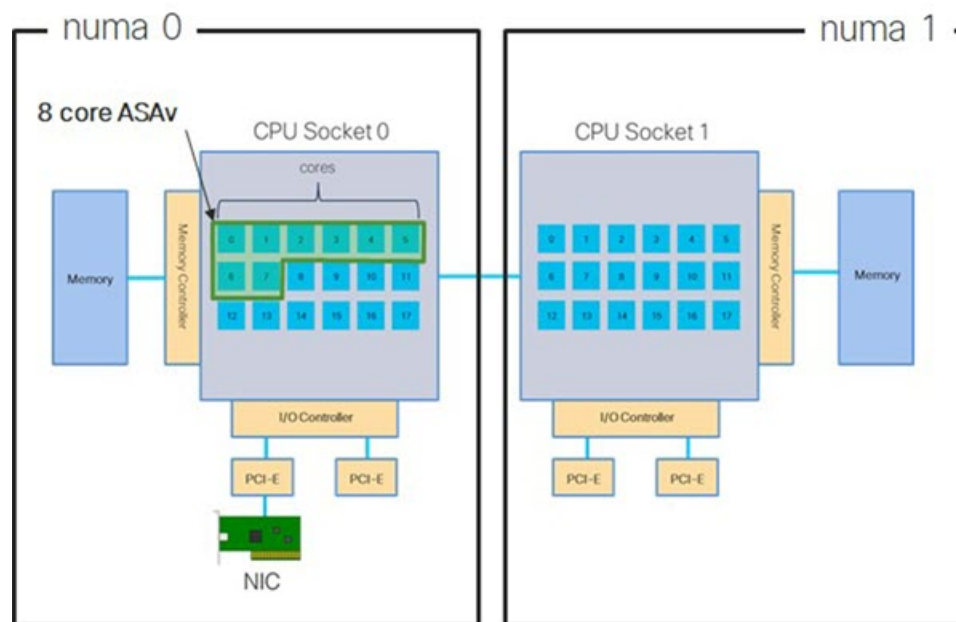 numa 0
numa 1
8 core ASAv
CPU Socket 0
CPU Socket 1
cores
0 1 2 3 4 5
0 1 2 3 4 5
Memory
Memory Controller
6 7 8 9 10 11
6 7 8 9 10 11
Memory Controller
Memory
12 13 14 15 16 17
12 13 14 15 16 17
I/O Controller
I/O Controller
PCI-E
PCI-E
PCI-E
PCI-E
NIC